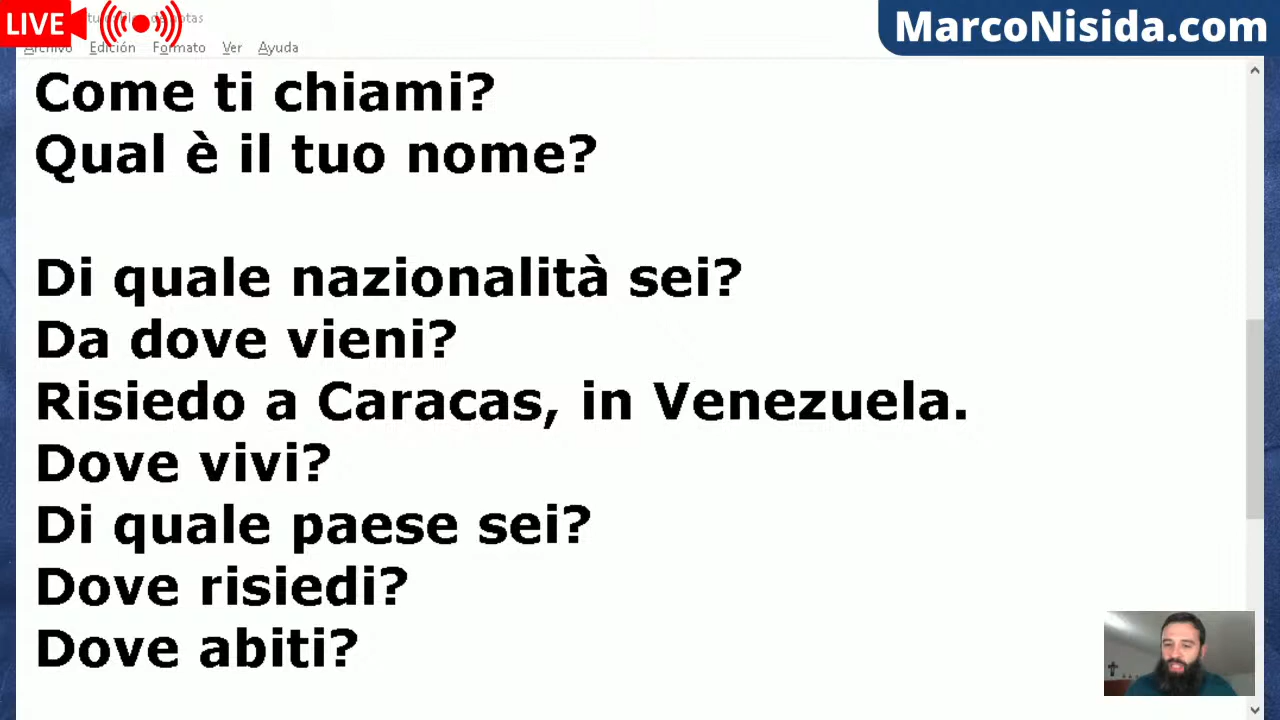 LIVE
MarcoNisida.com
Archivo Edición Formato Ver Ayuda
Come ti chiami?
Qual è il tuo nome?
Di quale nazionalità sei?
Da dove vieni?
Risiedo a Caracas, in Venezuela.
Dove vivi?
Di quale paese sei?
Dove risiedi?
Dove abiti?